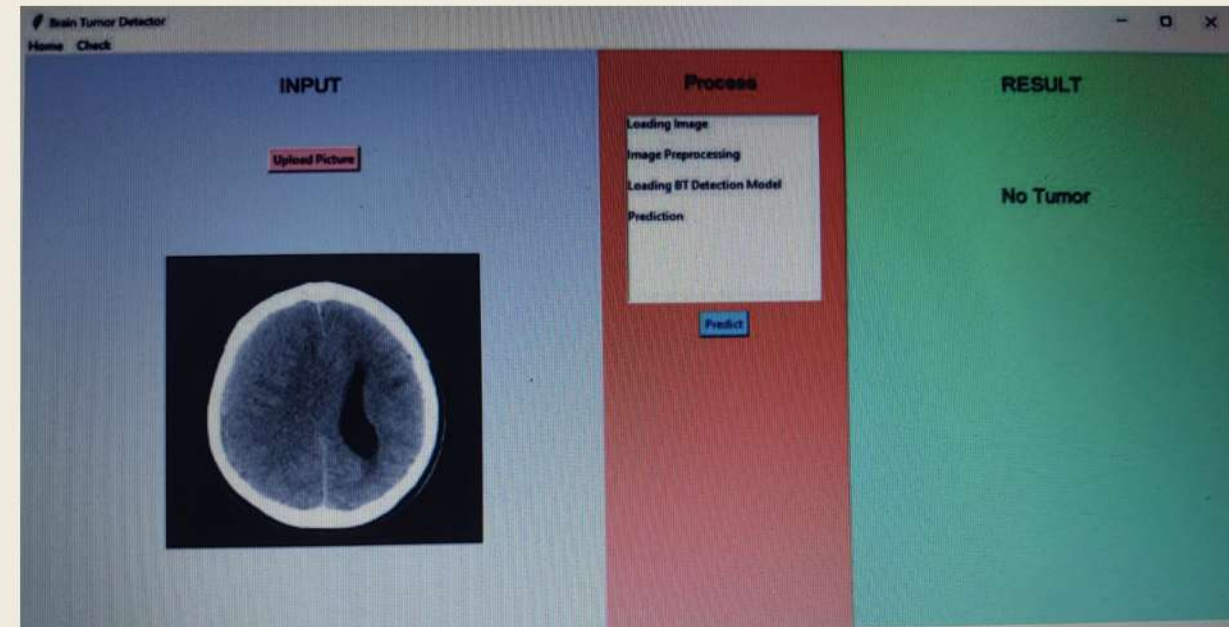 Brain Tumor Detector
Home Check
INPUT
Upload Picture
Process
Loading Image
Image Preprocessing
Loading BT Detection Model
Prediction
Predict
RESULT
No Tumor